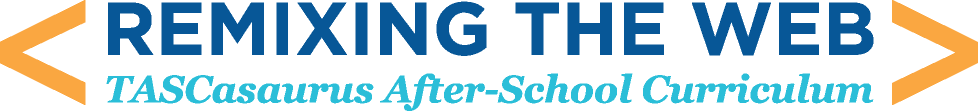 REMIXING THE WEB
TASCasaurus After-School Curriculum